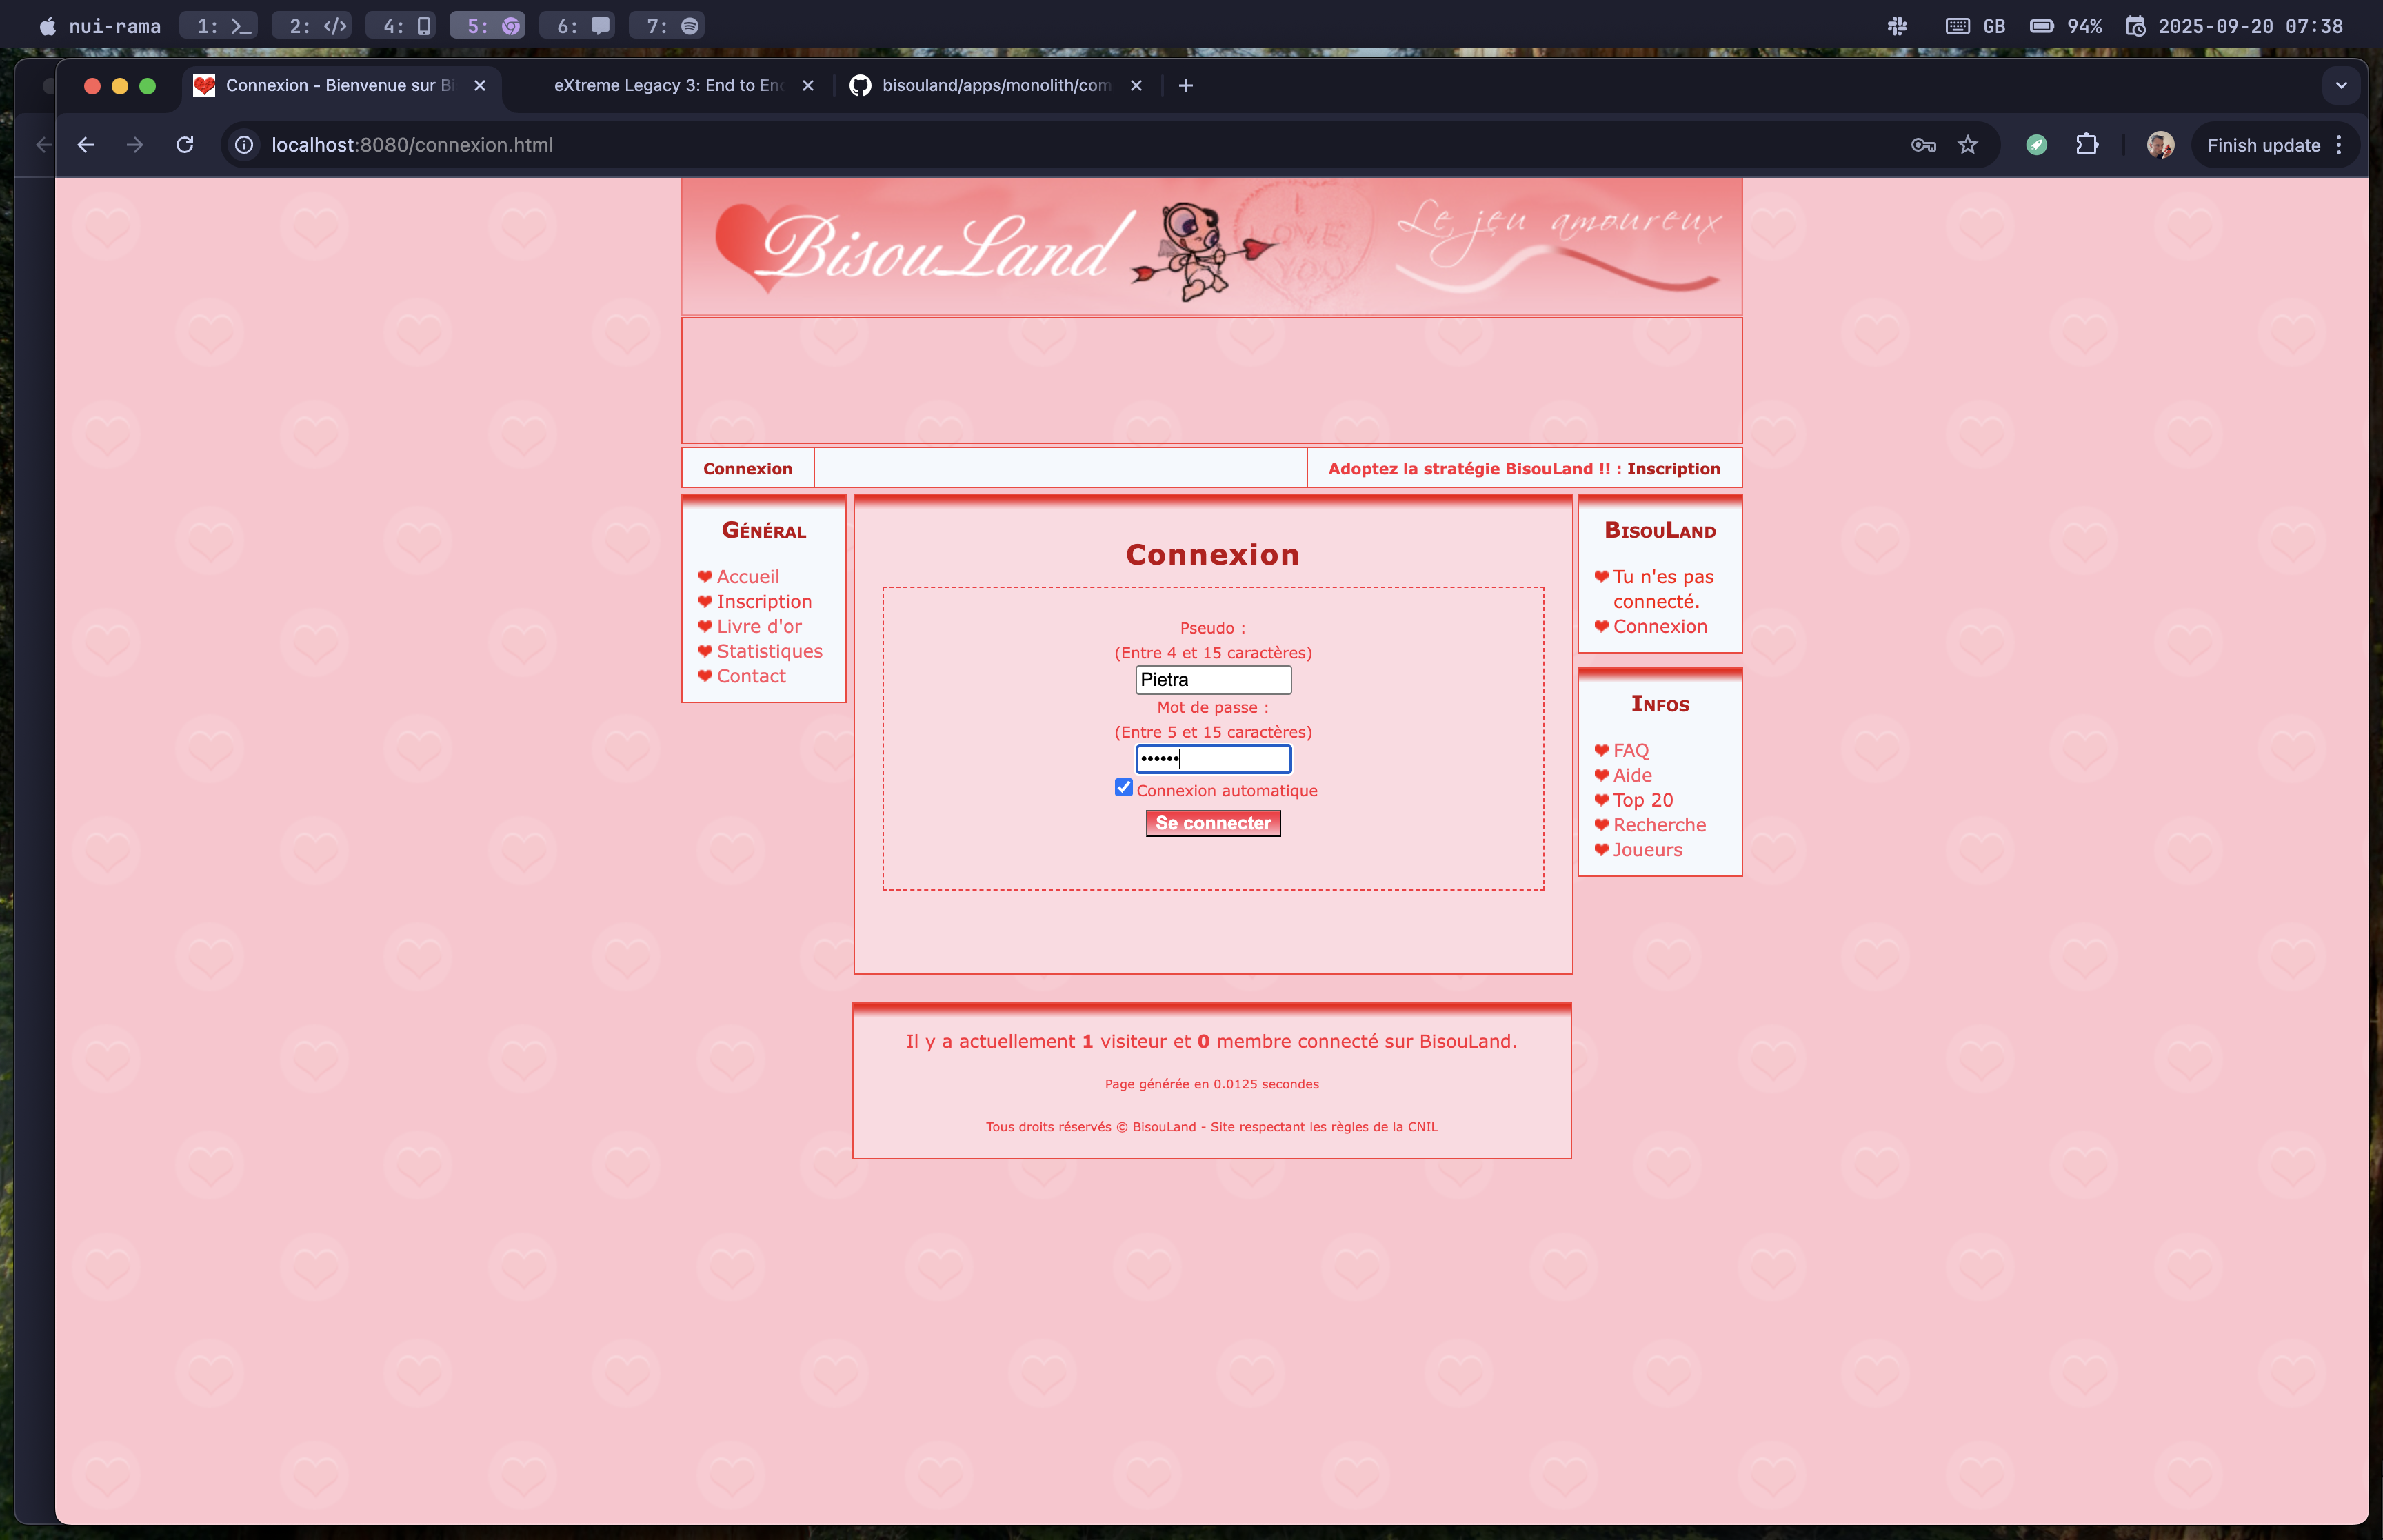 nui-rama 1: 2: 4: 5: 6: 7: GB 94% 2025-09-20 07:38
Connexion - Bienvenue sur Bi
eXtreme Legacy 3: End to End
bisouland/apps/monolith/com
localhost:8080/connexion.html
Finish update
BisouLand
I LOVE YOU
Le jeu amoureux
Connexion
Adoptez la stratégie BisouLand !! : Inscription
Général
Accueil
Inscription
Livre d'or
Statistiques
Contact
Connexion
Pseudo :
(Entre 4 et 15 caractères)
Pietra
Mot de passe :
(Entre 5 et 15 caractères)
••••••
Connexion automatique
Se connecter
BisouLand
Tu n'es pas
connecté.
Connexion
Infos
FAQ
Aide
Top 20
Recherche
Joueurs
Il y a actuellement 1 visiteur et 0 membre connecté sur BisouLand.
Page générée en 0.0125 secondes
Tous droits réservés © BisouLand - Site respectant les règles de la CNIL